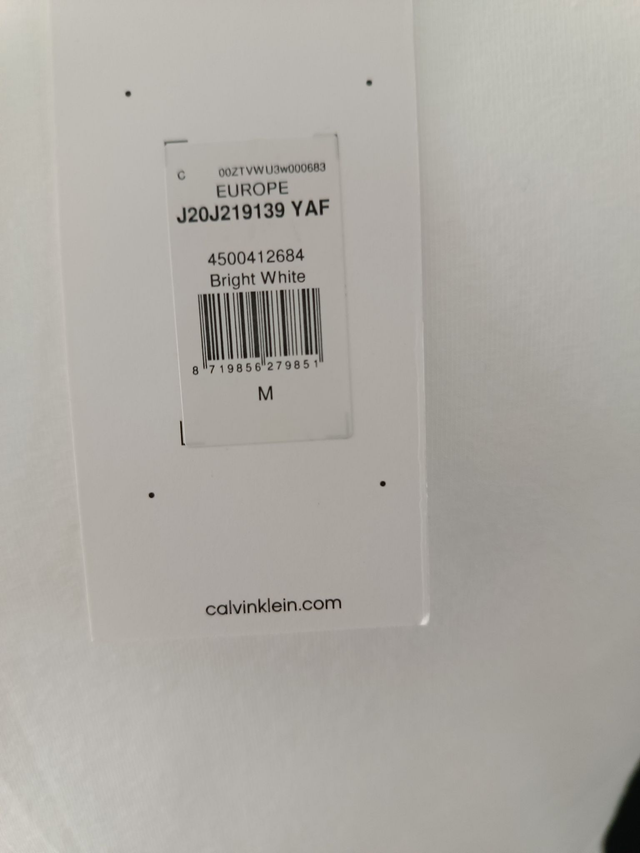 C 00ZTVWU3w000683
EUROPE
J20J219139 YAF
4500412684
Bright White
8 719856 279851
M
calvinklein.com